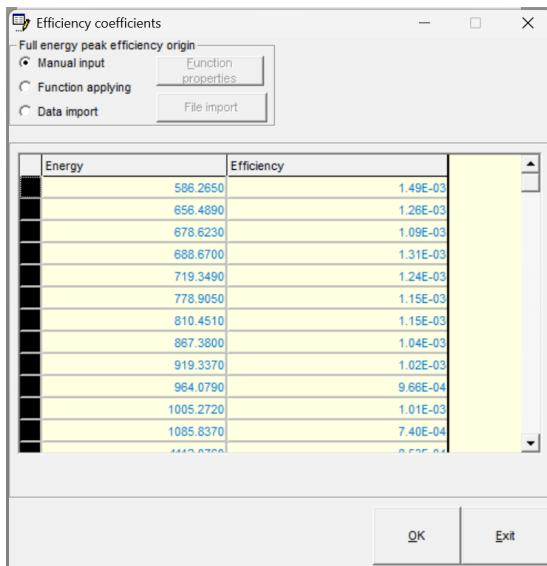 Efficiency coefficients
Full energy peak efficiency origin
Manual input
Function properties
Function applying
Data import
File import
Energy Efficiency
586.2650 1.49E-03
656.4890 1.26E-03
678.6230 1.09E-03
688.6700 1.31E-03
719.3490 1.24E-03
778.9050 1.15E-03
810.4510 1.15E-03
867.3800 1.04E-03
919.3370 1.02E-03
964.0790 9.66E-04
1005.2720 1.01E-03
1085.8370 7.40E-04
OK Exit